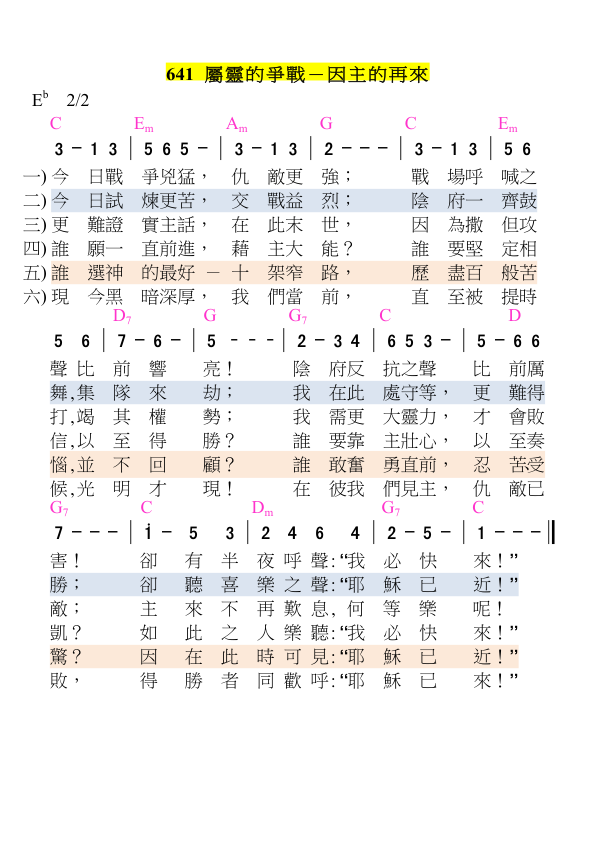 641 屬靈的爭戰－因主的再來
E♭ 2/2
C Em Am G C Em
3 - 1 3 | 5 6 5 - | 3 - 1 3 | 2 - - - | 3 - 1 3 | 5 6
一) 今 日戰 爭兇猛， 仇 敵更 強； 戰 場呼 喊之
二) 今 日試 煉更苦， 交 戰益 烈； 陰 府一 齊鼓
三) 更 難證 實主話， 在 此末 世， 因 為撒 但攻
四) 誰 願一 直前進， 藉 主大 能？ 誰 要堅 定相
五) 誰 選神 的最好 － 十 架窄 路， 歷 盡百 般苦
六) 現 今黑 暗深厚， 我 們當 前， 直 至被 提時
D7 G G7 C D
5 6 | 7 - 6 - | 5 - - - | 2 - 3 4 | 6 5 3 - | 5 - 6 6
聲 比 前 響 亮！ 陰 府反 抗之聲 比 前厲
舞,集 隊 來 劫； 我 在此 處守等， 更 難得
打,竭 其 權 勢； 我 需更 大靈力， 才 會敗
信,以 至 得 勝？ 誰 要靠 主壯心， 以 至奏
惱,並 不 回 顧？ 誰 敢奮 勇直前， 忍 苦受
候,光 明 才 現！ 在 彼我 們見主， 仇 敵已
G7 C Dm G7 C
7 - - - | i - 5 3 | 2 4 6 4 | 2 - 5 - | 1 - - - ||
害！ 卻 有 半 夜 呼 聲:“我 必 快 來！”
勝； 卻 聽 喜 樂 之 聲:“耶 穌 已 近！”
敵； 主 來 不 再 歎 息, 何 等 樂 呢！
凱？ 如 此 之 人 樂 聽:“我 必 快 來！”
驚？ 因 在 此 時 可 見:“耶 穌 已 近！”
敗， 得 勝 者 同 歡 呼:“耶 穌 已 來！”